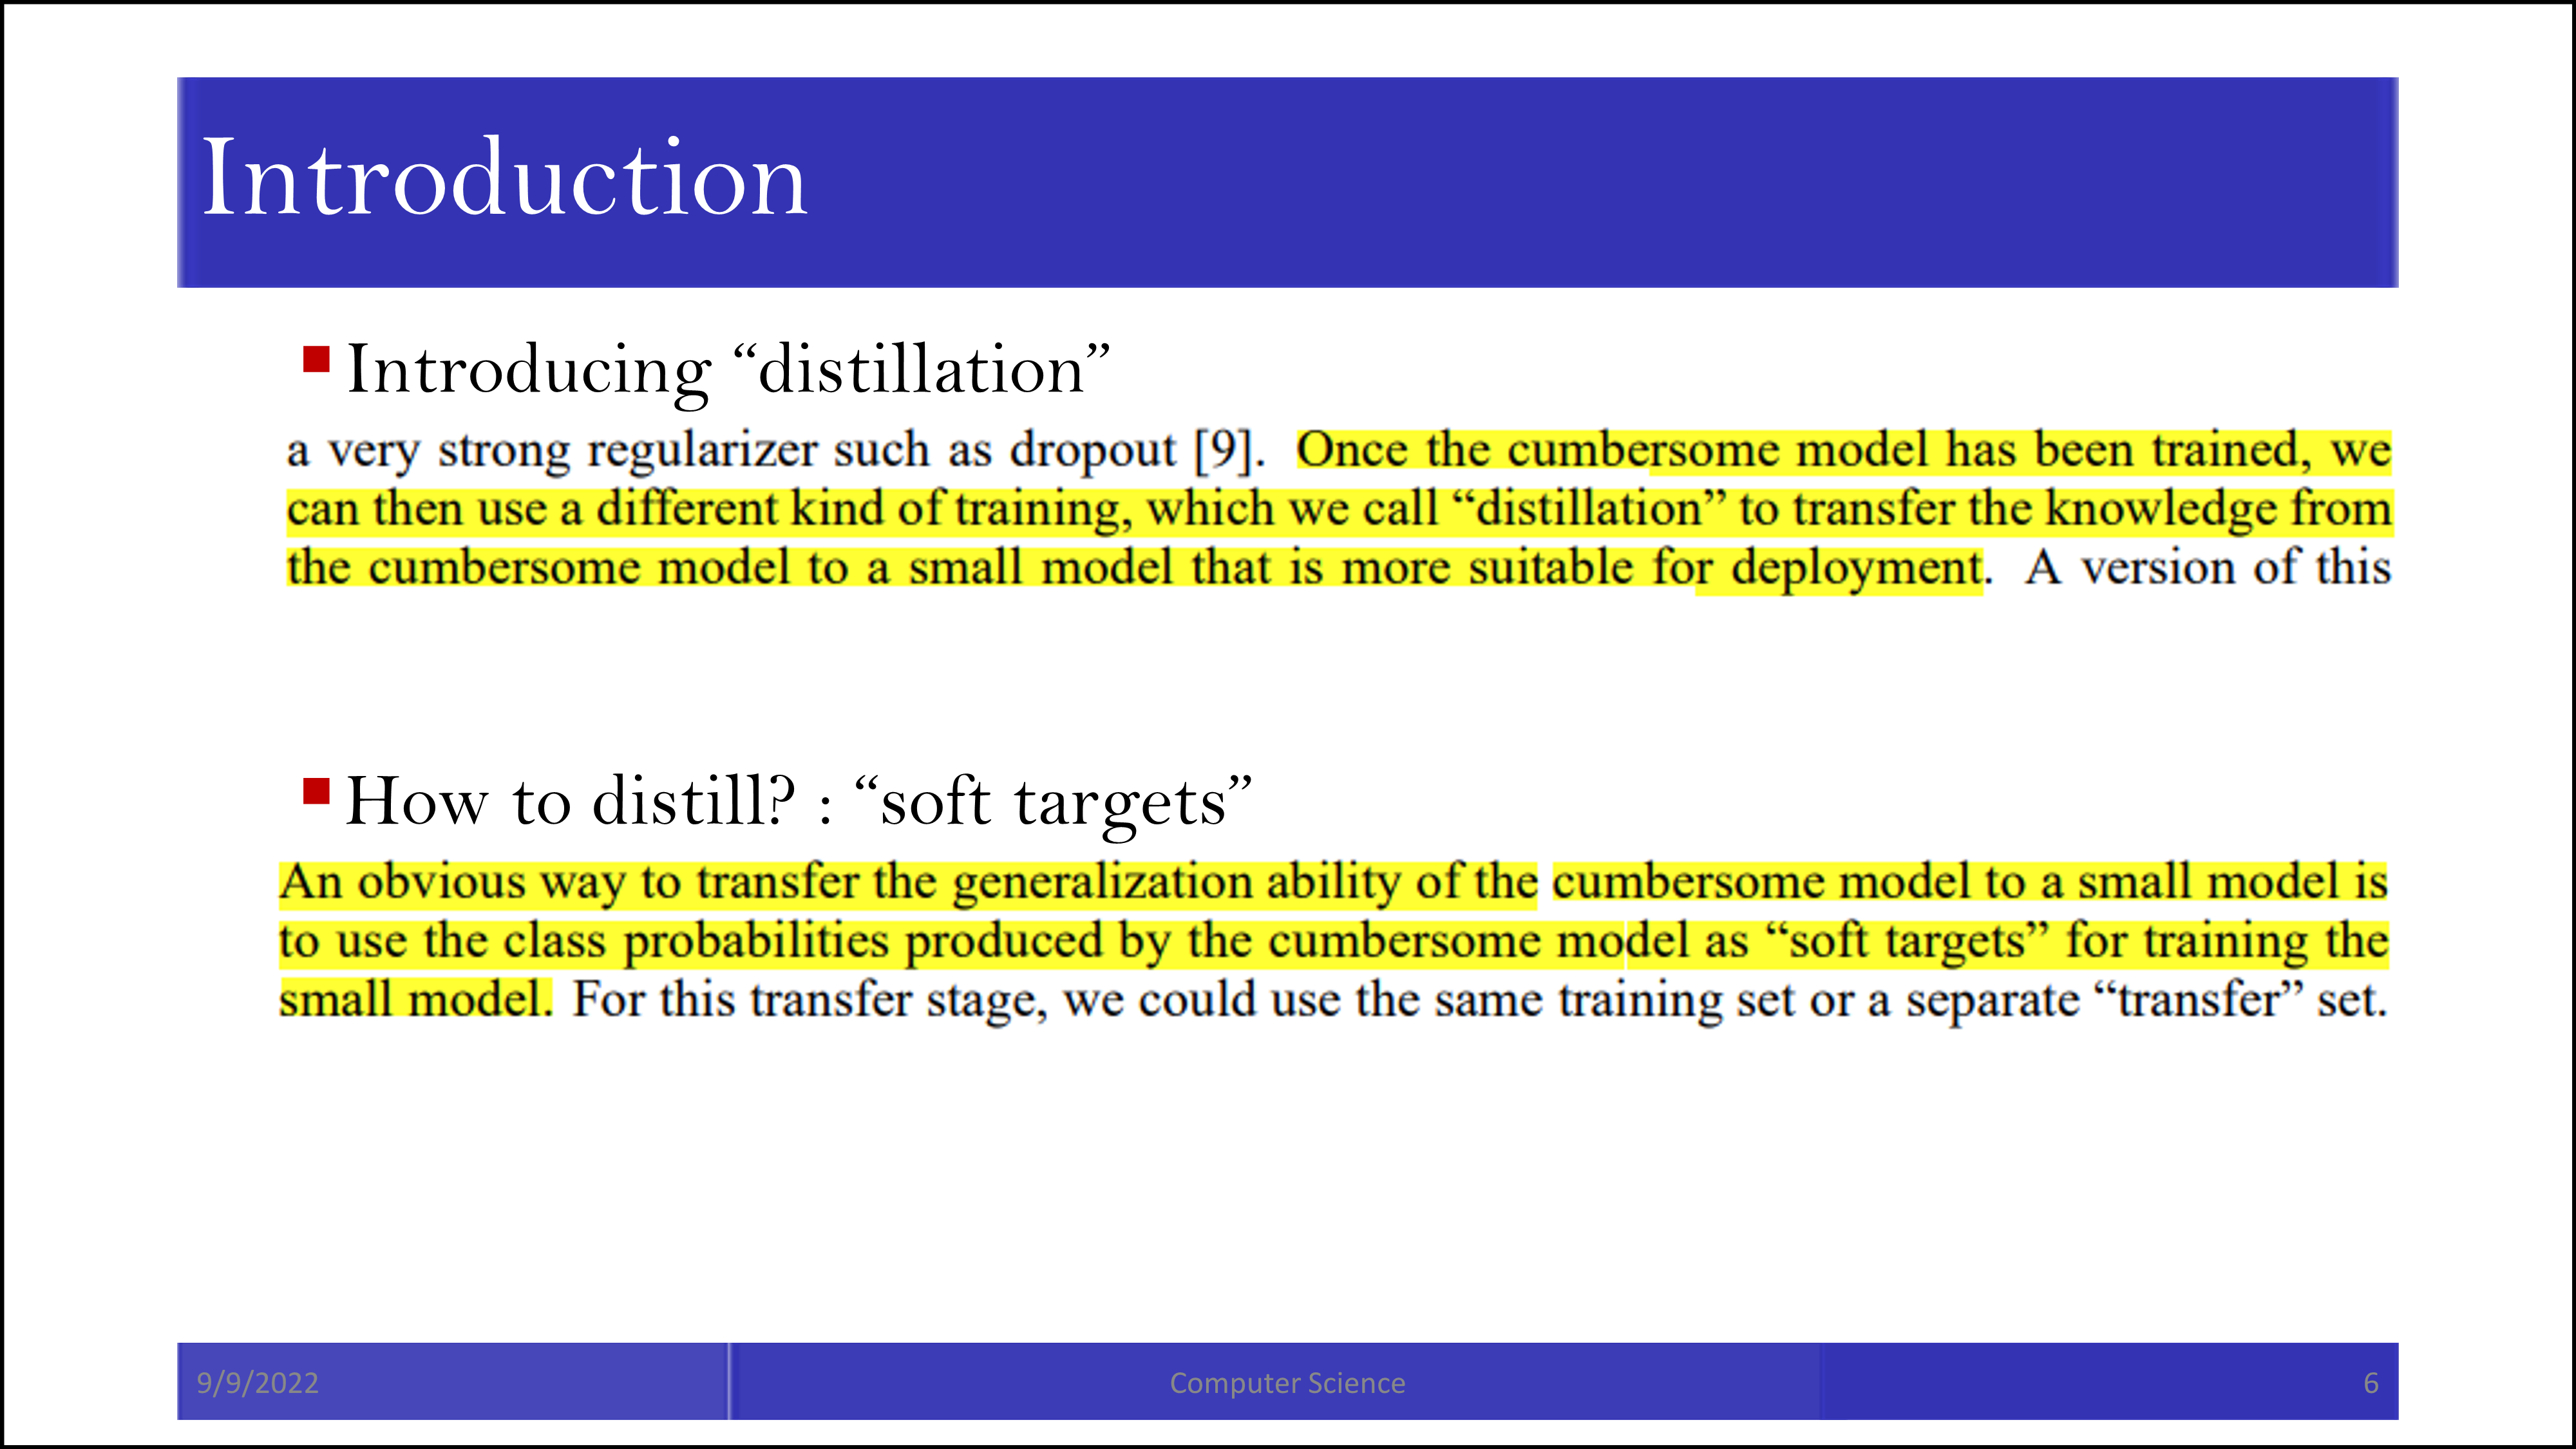 Introduction
Introducing “distillation”
a very strong regularizer such as dropout [9]. Once the cumbersome model has been trained, we
can then use a different kind of training, which we call “distillation” to transfer the knowledge from
the cumbersome model to a small model that is more suitable for deployment. A version of this
How to distill? : “soft targets”
An obvious way to transfer the generalization ability of the cumbersome model to a small model is
to use the class probabilities produced by the cumbersome model as “soft targets” for training the
small model. For this transfer stage, we could use the same training set or a separate “transfer” set.
9/9/2022
Computer Science
6